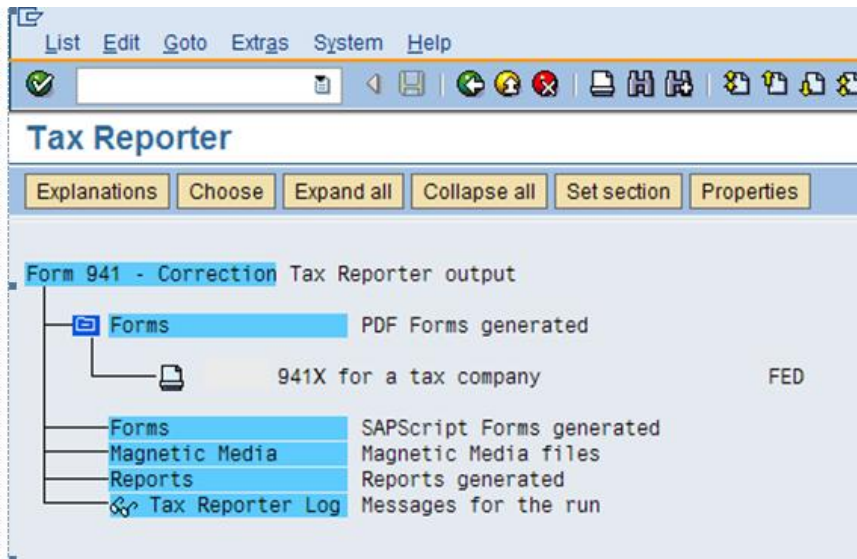 List Edit Goto Extras System Help
Tax Reporter
Explanations Choose Expand all Collapse all Set section Properties
Form 941 - Correction Tax Reporter output
Forms PDF Forms generated
941X for a tax company FED
Forms SAPScript Forms generated
Magnetic Media Magnetic Media files
Reports Reports generated
Tax Reporter Log Messages for the run